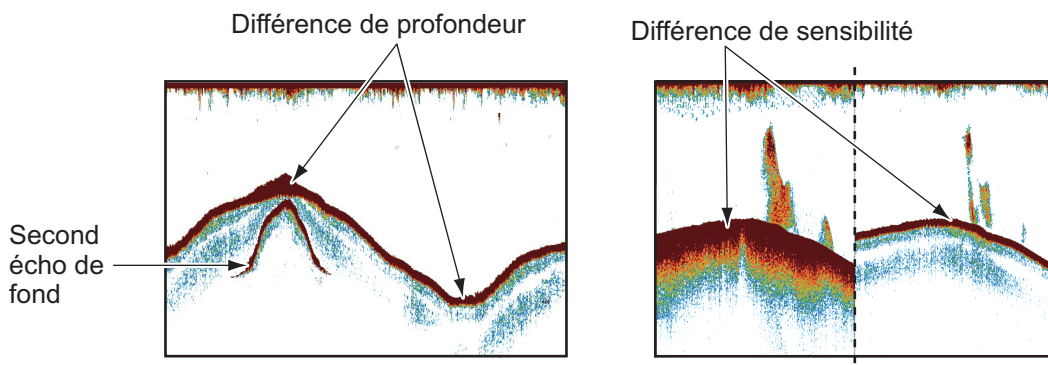 Différence de profondeur
Différence de sensibilité
Second
écho de
fond